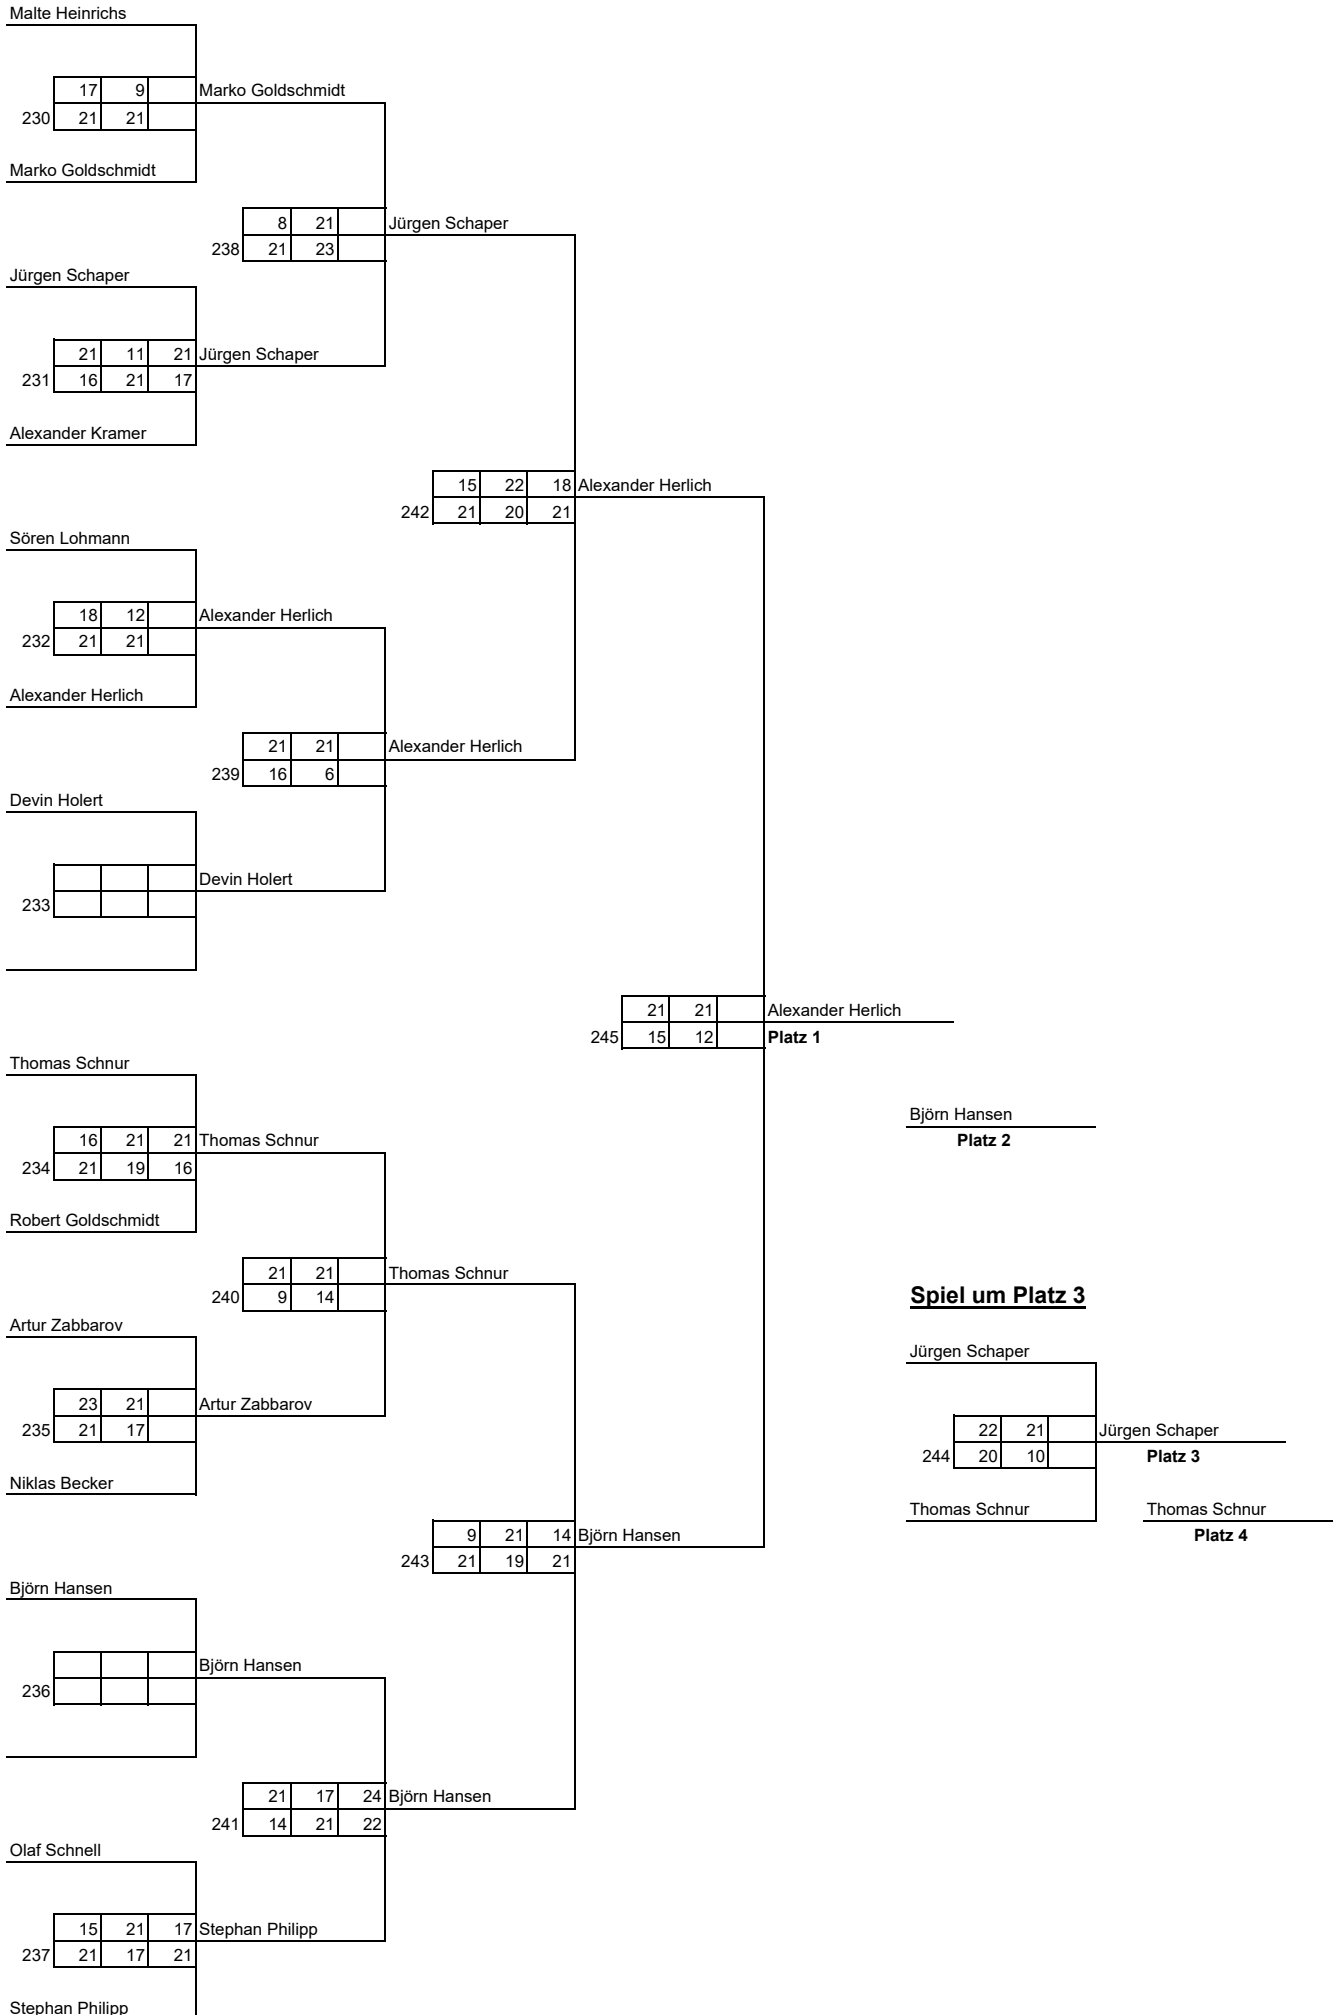 Malte Heinrichs
17 9 Marko Goldschmidt
230 21 21
Marko Goldschmidt
8 21 Jürgen Schaper
238 21 23
Jürgen Schaper
21 11 21 Jürgen Schaper
231 16 21 17
Alexander Kramer
15 22 18 Alexander Herlich
242 21 20 21
Sören Lohmann
18 12 Alexander Herlich
232 21 21
Alexander Herlich
21 21 Alexander Herlich
239 16 6
Devin Holert
Devin Holert
233
21 21 Alexander Herlich
245 15 12 Platz 1
Thomas Schnur
Björn Hansen
Platz 2
16 21 21 Thomas Schnur
234 21 19 16
Robert Goldschmidt
21 21 Thomas Schnur
240 9 14
Spiel um Platz 3
Artur Zabbarov
Jürgen Schaper
23 21 Artur Zabbarov
235 21 17
22 21 Jürgen Schaper
244 20 10 Platz 3
Niklas Becker
Thomas Schnur Thomas Schnur
Platz 4
9 21 14 Björn Hansen
243 21 19 21
Björn Hansen
Björn Hansen
236
21 17 24 Björn Hansen
241 14 21 22
Olaf Schnell
15 21 17 Stephan Philipp
237 21 17 21
Stephan Philipp